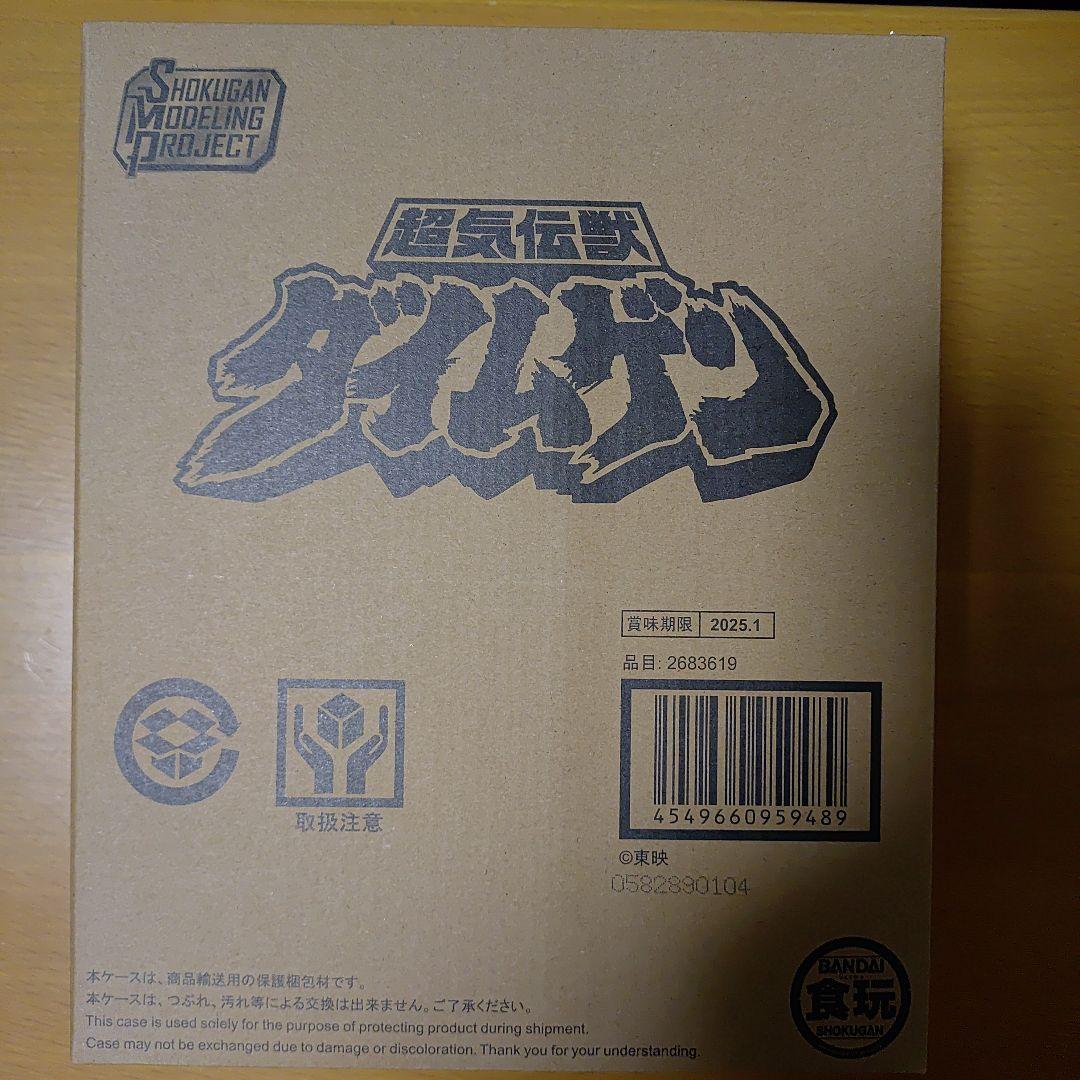 SHOKUGAN
MODELING
PROJECT
超気伝獣
ダイムゲン
賞味期限 2025.1
品目: 2683619
4549660959489
©東映
0582890104
取扱注意
本ケースは、商品輸送用の保護梱包材です。
本ケースは、つぶれ、汚れ等による交換は出来ません。ご了承ください。
This case is used solely for the purpose of protecting product during shipment.
Case may not be exchanged due to damage or discoloration. Thank you for your understanding.
BANDAI
食玩
SHOKUGAN